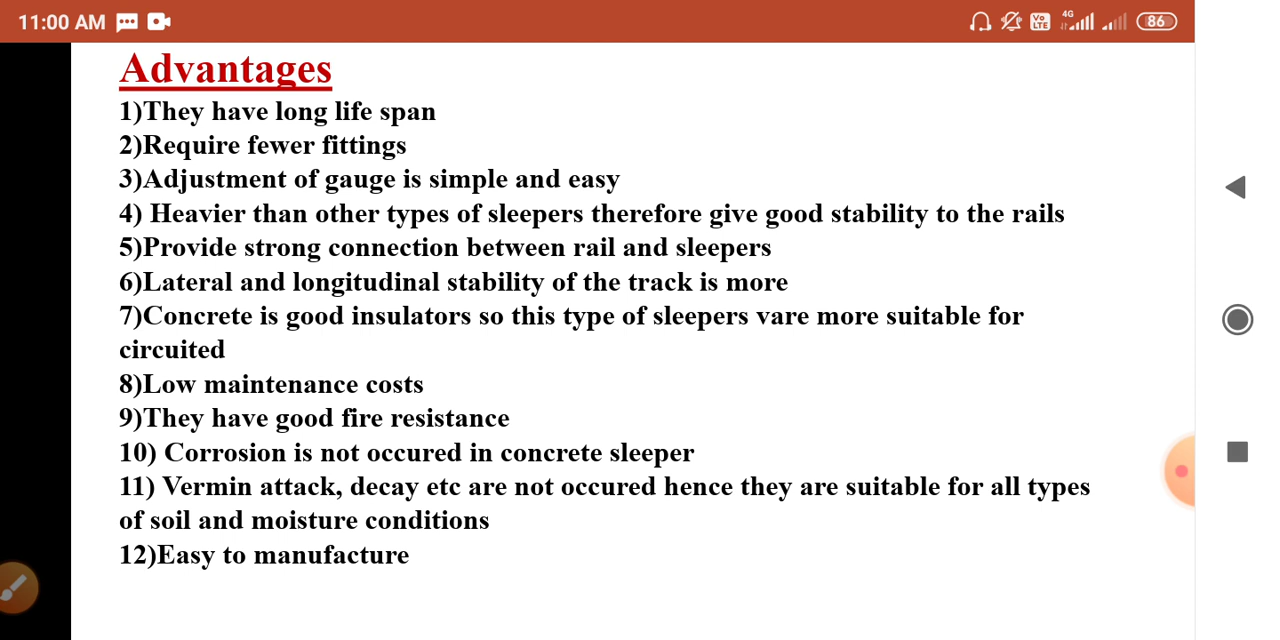 11:00 AM
Vo LTE 4G 86
Advantages
1)They have long life span
2)Require fewer fittings
3)Adjustment of gauge is simple and easy
4) Heavier than other types of sleepers therefore give good stability to the rails
5)Provide strong connection between rail and sleepers
6)Lateral and longitudinal stability of the track is more
7)Concrete is good insulators so this type of sleepers vare more suitable for
circuited
8)Low maintenance costs
9)They have good fire resistance
10) Corrosion is not occured in concrete sleeper
11) Vermin attack, decay etc are not occured hence they are suitable for all types
of soil and moisture conditions
12)Easy to manufacture